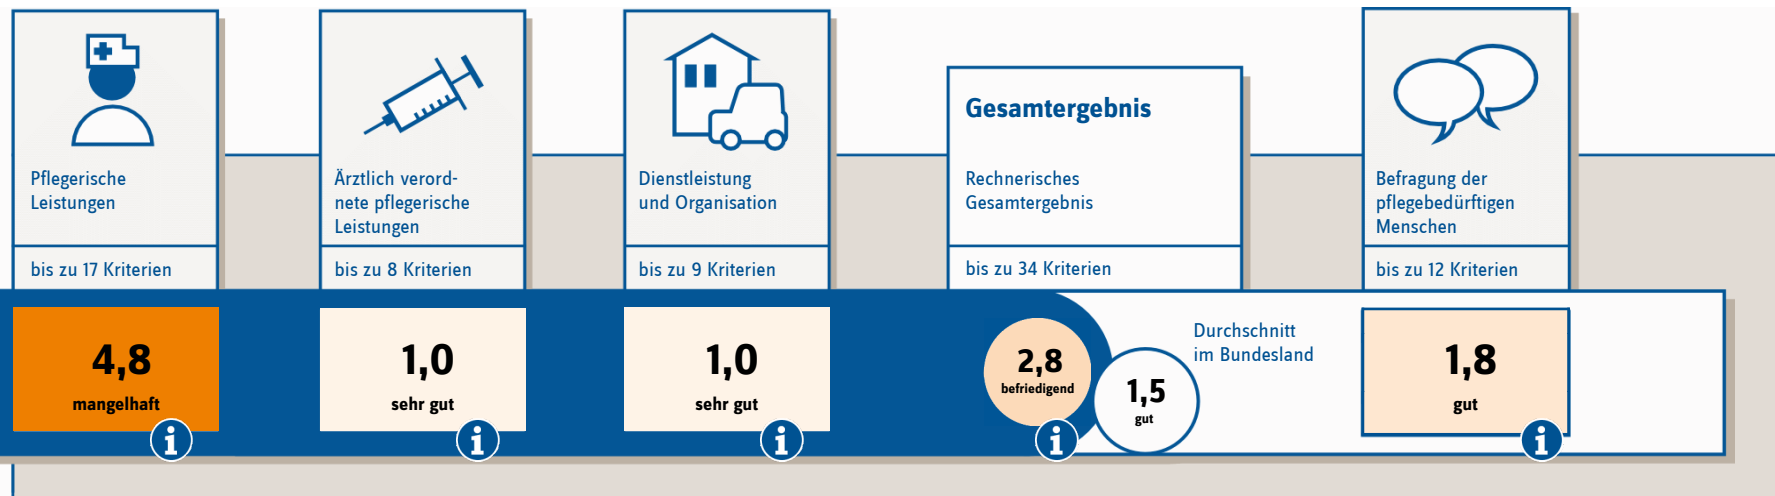 Pflegerische
Leistungen
bis zu 17 Kriterien
4,8
mangelhaft
i
Ärztlich verord-
nete pflegerische
Leistungen
bis zu 8 Kriterien
1,0
sehr gut
i
Dienstleistung
und Organisation
bis zu 9 Kriterien
1,0
sehr gut
i
Gesamtergebnis
Rechnerisches
Gesamtergebnis
bis zu 34 Kriterien
2,8
befriedigend
i
1,5
gut
Durchschnitt
im Bundesland
Befragung der
pflegebedürftigen
Menschen
bis zu 12 Kriterien
1,8
gut
i